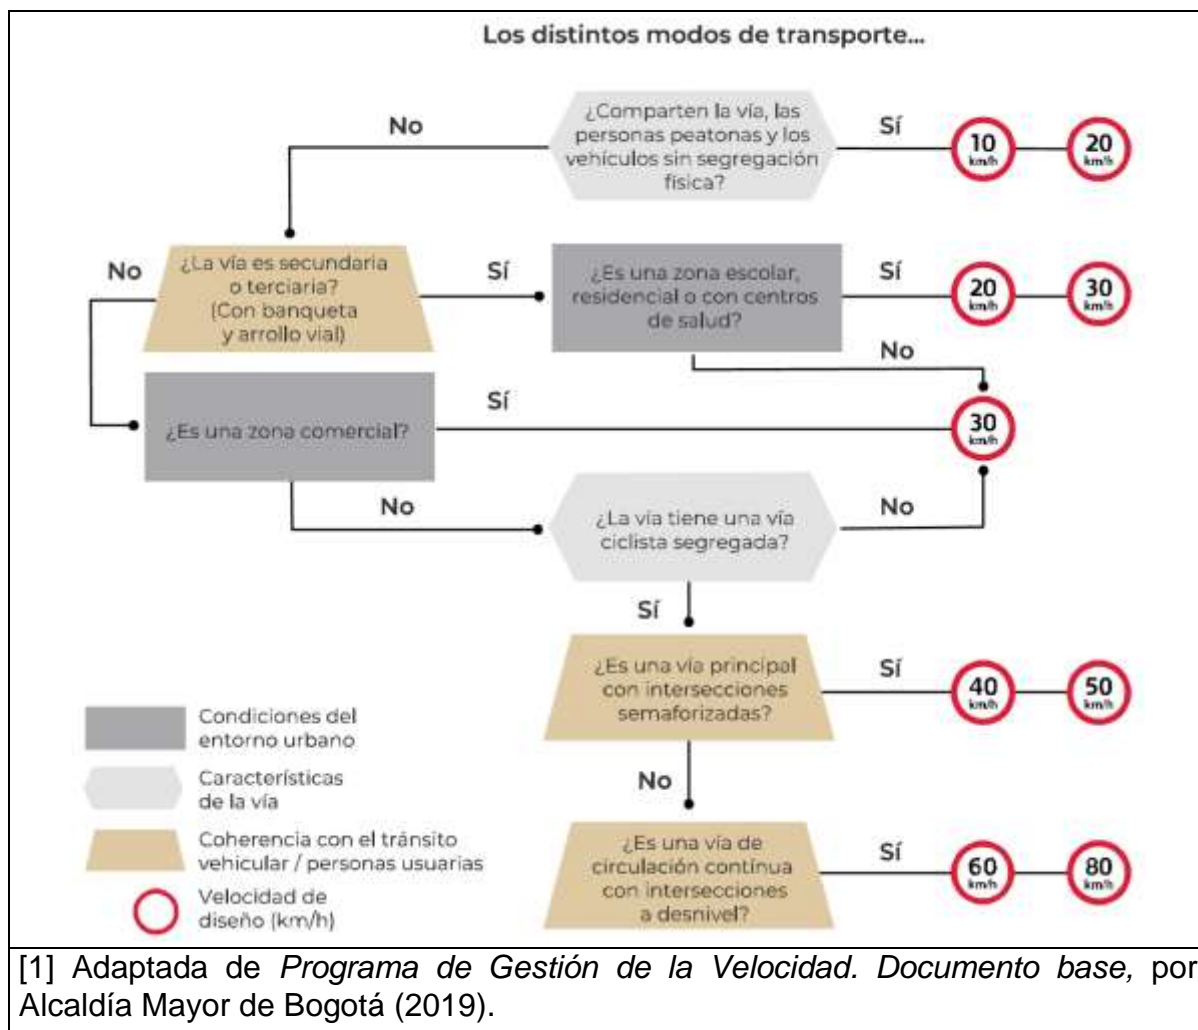 Los distintos modos de transporte...
¿Comparten la vía, las
personas peatonas y los
vehículos sin segregación
física?
No
Sí
10
km/h
20
km/h
¿La vía es secundaria
o terciaria?
(Con banqueta
y arrollo vial)
No
Sí
¿Es una zona escolar,
residencial o con centros
de salud?
Sí
20
km/h
30
km/h
No
¿Es una zona comercial?
Sí
30
km/h
No
¿La vía tiene una vía
ciclista segregada?
No
Sí
¿Es una vía principal
con intersecciones
semaforizadas?
Sí
40
km/h
50
km/h
No
¿Es una vía de
circulación contínua
con intersecciones
a desnivel?
Sí
60
km/h
80
km/h
Condiciones del
entorno urbano
Características
de la vía
Coherencia con el tránsito
vehicular / personas usuarias
Velocidad de
diseño (km/h)
[1] Adaptada de Programa de Gestión de la Velocidad. Documento base, por
Alcaldía Mayor de Bogotá (2019).